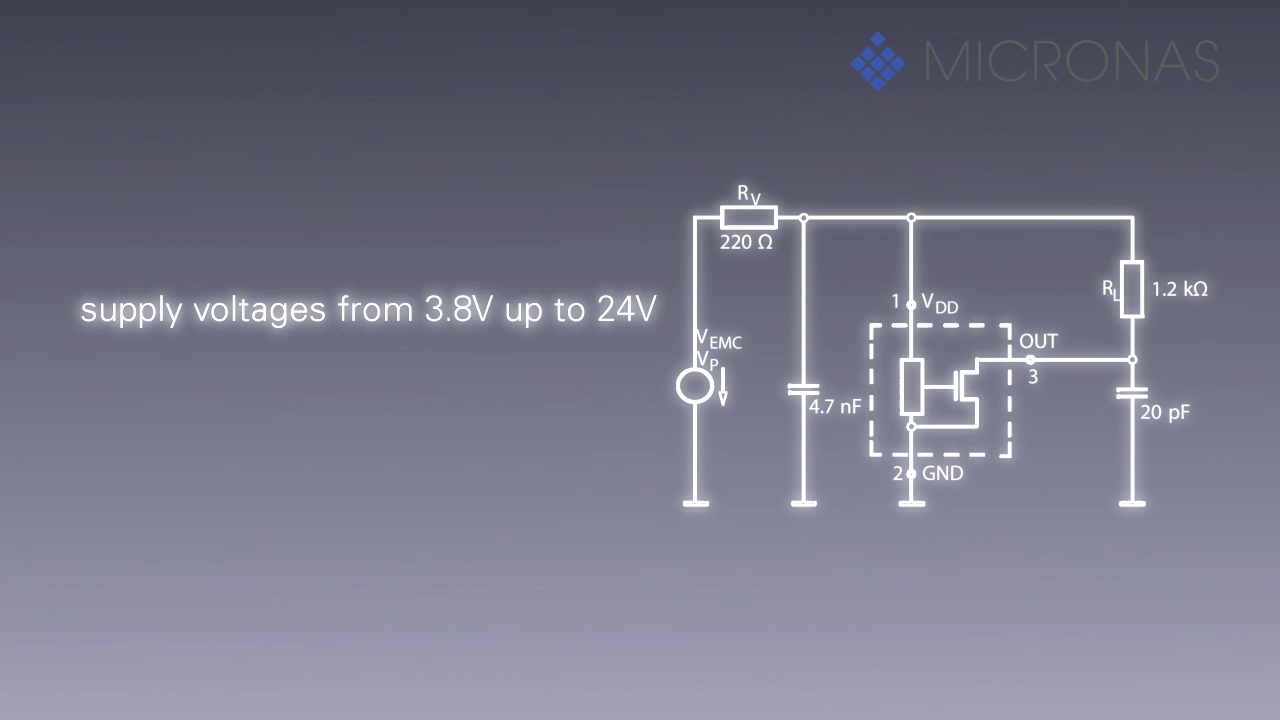 MICRONAS
supply voltages from 3.8V up to 24V
RV
220 Ω
VEMC
VP
4.7 nF
1
VDD
OUT
3
2
GND
RL
1.2 kΩ
20 pF